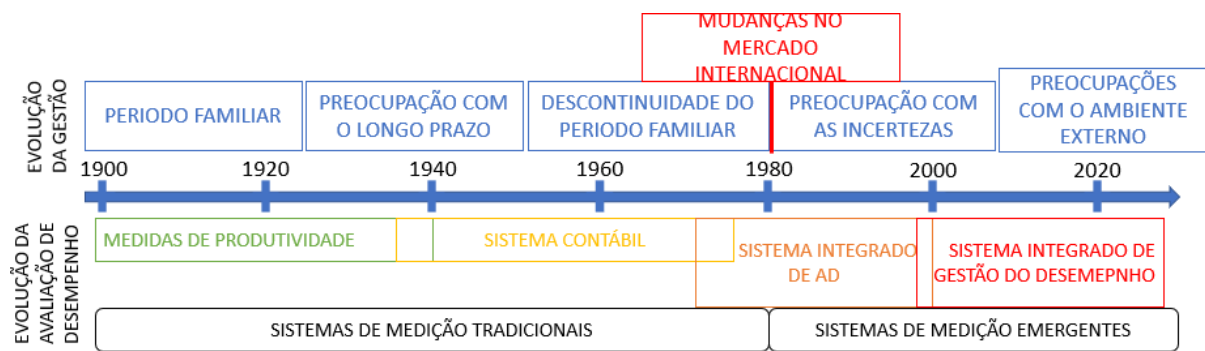 MUDANÇAS NO
MERCADO
INTERNACIONAL
EVOLUÇÃO
DA GESTÃO
PERIODO FAMILIAR
PREOCUPAÇÃO COM
O LONGO PRAZO
DESCONTINUIDADE DO
PERIODO FAMILIAR
PREOCUPAÇÃO COM
AS INCERTEZAS
PREOCUPAÇÕES
COM O AMBIENTE
EXTERNO
1900 1920 1940 1960 1980 2000 2020
EVOLUÇÃO DA
AVALIAÇÃO DE
DESEMPENHO
MEDIDAS DE PRODUTIVIDADE
SISTEMA CONTÁBIL
SISTEMA INTEGRADO
DE AD
SISTEMA INTEGRADO DE
GESTÃO DO DESEMEPNHO
SISTEMAS DE MEDIÇÃO TRADICIONAIS
SISTEMAS DE MEDIÇÃO EMERGENTES